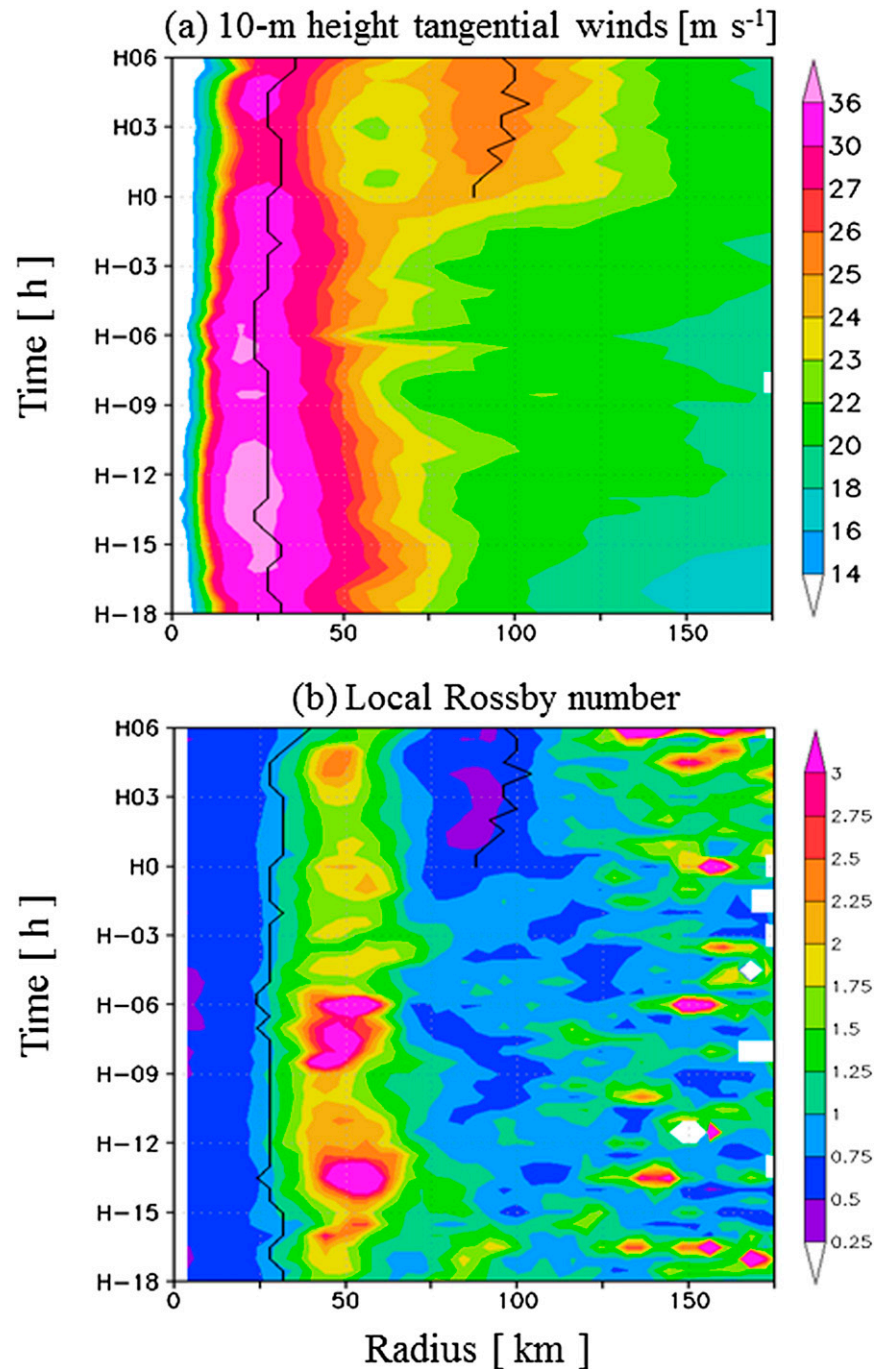 (a) 10-m height tangential winds [m s-1]
H06
H03
H0
H-03
H-06
H-09
H-12
H-15
H-18
Time [ h ]
0 50 100 150
36
30
27
26
25
24
23
22
20
18
16
14
(b) Local Rossby number
H06
H03
H0
H-03
H-06
H-09
H-12
H-15
H-18
Time [ h ]
0 50 100 150
Radius [ km ]
3
2.75
2.5
2.25
2
1.75
1.5
1.25
1
0.75
0.5
0.25